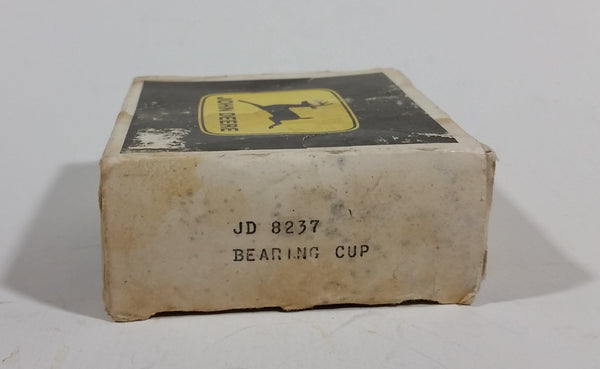 JOHN DEERE
JD 8237
BEARING CUP